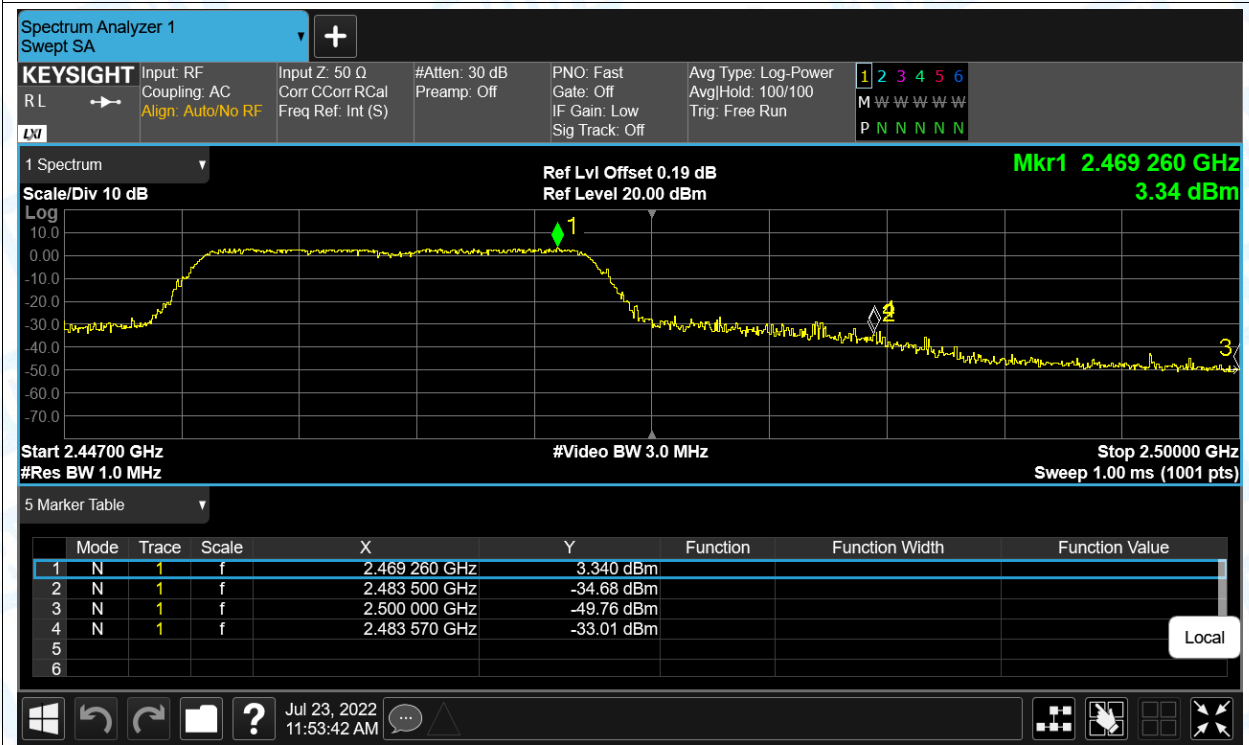 Spectrum Analyzer 1
Swept SA
KEYSIGHT
R L
LXI
Input: RF
Coupling: AC
Align: Auto/No RF
Input Z: 50 Ω
Corr CCorr RCal
Freq Ref: Int (S)
#Atten: 30 dB
Preamp: Off
PNO: Fast
Gate: Off
IF Gain: Low
Sig Track: Off
Avg Type: Log-Power
Avg|Hold: 100/100
Trig: Free Run
1 2 3 4 5 6
M W W W W W W
P N N N N N
1 Spectrum
Scale/Div 10 dB
Ref Lvl Offset 0.19 dB
Ref Level 20.00 dBm
Mkr1 2.469 260 GHz
3.34 dBm
Log
10.0
0.00
-10.0
-20.0
-30.0
-40.0
-50.0
-60.0
-70.0
1
3
Start 2.44700 GHz
#Res BW 1.0 MHz
#Video BW 3.0 MHz
Stop 2.50000 GHz
Sweep 1.00 ms (1001 pts)
5 Marker Table
Mode Trace Scale X Y Function Function Width Function Value
1 N 1 f 2.469 260 GHz 3.340 dBm
2 N 1 f 2.483 500 GHz -34.68 dBm
3 N 1 f 2.500 000 GHz -49.76 dBm
4 N 1 f 2.483 570 GHz -33.01 dBm
5
6
Local
?
Jul 23, 2022
11:53:42 AM